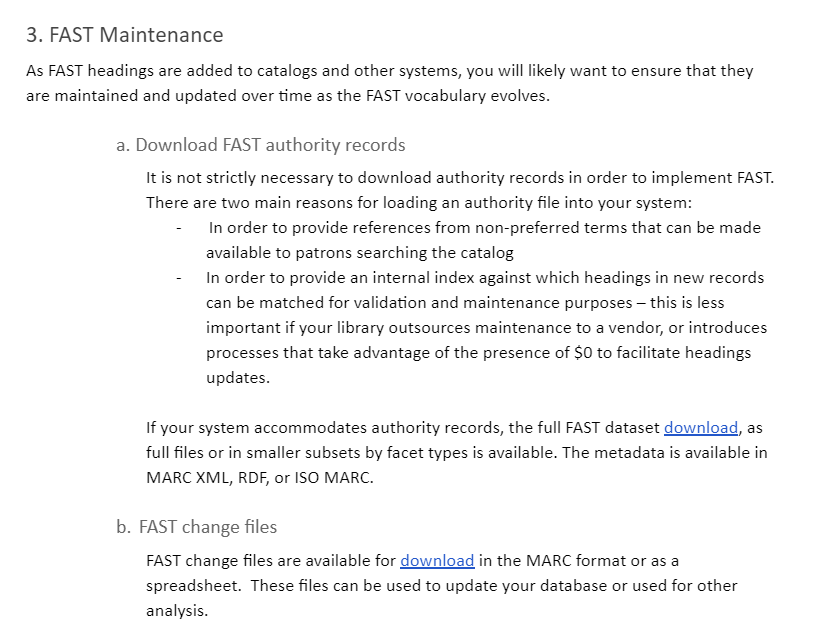 3. FAST Maintenance
As FAST headings are added to catalogs and other systems, you will likely want to ensure that they
are maintained and updated over time as the FAST vocabulary evolves.
a. Download FAST authority records
It is not strictly necessary to download authority records in order to implement FAST.
There are two main reasons for loading an authority file into your system:
- In order to provide references from non-preferred terms that can be made
available to patrons searching the catalog
- In order to provide an internal index against which headings in new records
can be matched for validation and maintenance purposes – this is less
important if your library outsources maintenance to a vendor, or introduces
processes that take advantage of the presence of $0 to facilitate headings
updates.
If your system accommodates authority records, the full FAST dataset download, as
full files or in smaller subsets by facet types is available. The metadata is available in
MARC XML, RDF, or ISO MARC.
b. FAST change files
FAST change files are available for download in the MARC format or as a
spreadsheet.  These files can be used to update your database or used for other
analysis.